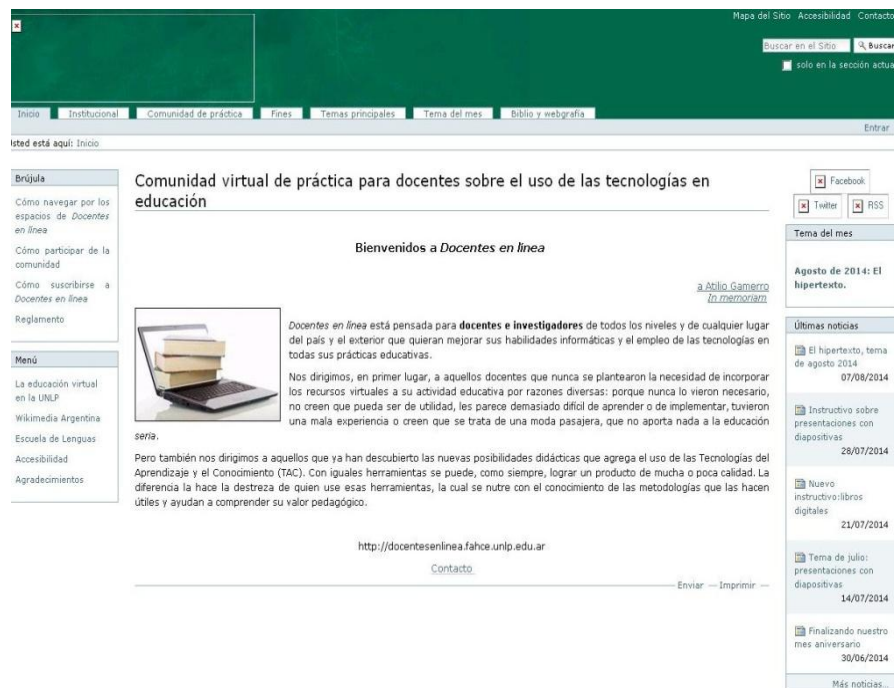 Mapa del Sitio Accesibilidad Contacto
Buscar en el Sitio Buscar
solo en la sección actua
Inicio Institucional Comunidad de práctica Fines Temas principales Tema del mes Biblio y webgrafía
Entrar
Usted está aquí: Inicio
Brújula
Cómo navegar por los
espacios de Docentes
en línea
Cómo participar de la
comunidad
Cómo suscribirse a
Docentes en línea
Reglamento
Menú
La educación virtual
en la UNLP
Wikimedia Argentina
Escuela de Lenguas
Accesibilidad
Agradecimientos
Comunidad virtual de práctica para docentes sobre el uso de las tecnologías en
educación
Bienvenidos a Docentes en linea
a Atilio Gamerro
In memoriam
Docentes en línea está pensada para docentes e investigadores de todos los niveles y de cualquier lugar
del país y el exterior que quieran mejorar sus habilidades informáticas y el empleo de las tecnologías en
todas sus prácticas educativas.
Nos dirigimos, en primer lugar, a aquellos docentes que nunca se plantearon la necesidad de incorporar
los recursos virtuales a su actividad educativa por razones diversas: porque nunca lo vieron necesario,
no creen que pueda ser de utilidad, les parece demasiado difícil de aprender o de implementar, tuvieron
una mala experiencia o creen que se trata de una moda pasajera, que no aporta nada a la educación
seria.
Pero también nos dirigimos a aquellos que ya han descubierto las nuevas posibilidades didácticas que agrega el uso de las Tecnologías del
Aprendizaje y el Conocimiento (TAC). Con iguales herramientas se puede, como siempre, lograr un producto de mucha o poca calidad. La
diferencia la hace la destreza de quien use esas herramientas, la cual se nutre con el conocimiento de las metodologías que las hacen
útiles y ayudan a comprender su valor pedagógico.
http://docentesenlinea.fahce.unlp.edu.ar
Contacto
Enviar — Imprimir —
Facebook
Twitter RSS
Tema del mes
Agosto de 2014: El
hipertexto.
Últimas noticias
El hipertexto, tema
de agosto 2014
07/08/2014
Instructivo sobre
presentaciones con
diapositivas
28/07/2014
Nuevo
instructivo:libros
digitales
21/07/2014
Tema de julio:
presentaciones con
diapositivas
14/07/2014
Finalizando nuestro
mes aniversario
30/06/2014
Más noticias...